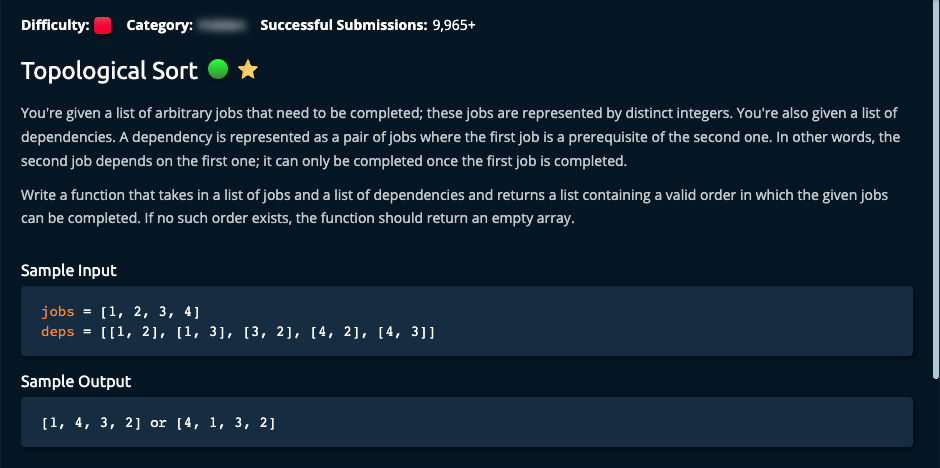 Difficulty: Category: Successful Submissions: 9,965+
Topological Sort
You're given a list of arbitrary jobs that need to be completed; these jobs are represented by distinct integers. You're also given a list of
dependencies. A dependency is represented as a pair of jobs where the first job is a prerequisite of the second one. In other words, the
second job depends on the first one; it can only be completed once the first job is completed.
Write a function that takes in a list of jobs and a list of dependencies and returns a list containing a valid order in which the given jobs
can be completed. If no such order exists, the function should return an empty array.
Sample Input
jobs = [1, 2, 3, 4]
deps = [[1, 2], [1, 3], [3, 2], [4, 2], [4, 3]]
Sample Output
[1, 4, 3, 2] or [4, 1, 3, 2]